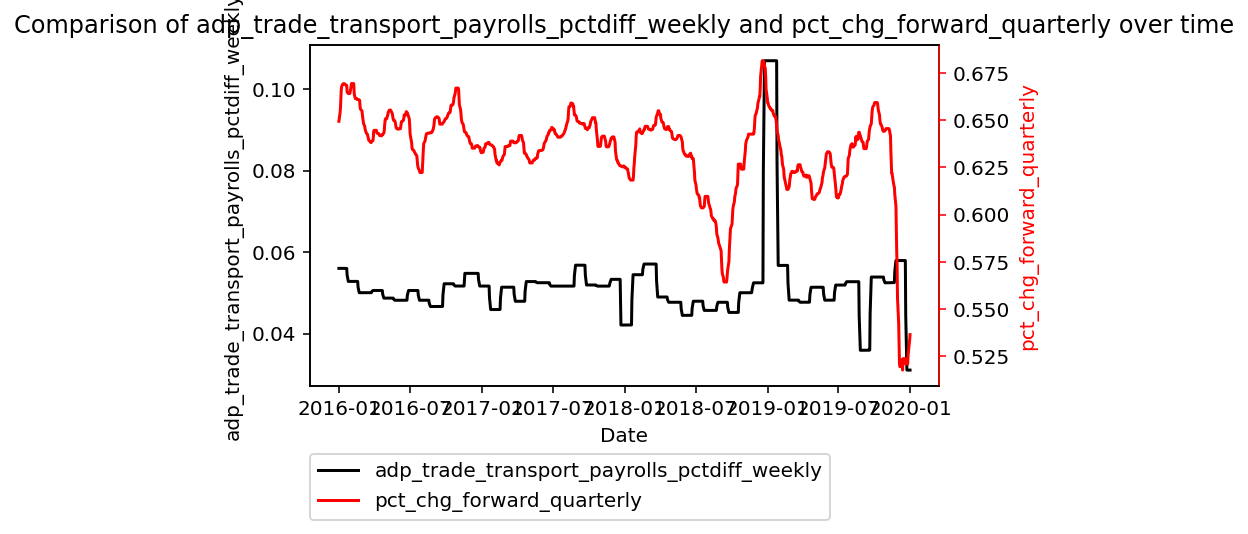 Comparison of adp_trade_transport_payrolls_pctdiff_weekly and pct_chg_forward_quarterly over time
adp_trade_transport_payrolls_pctdiff_weekly
0.10
0.08
0.06
0.04
0.675
0.650
0.625
0.600
0.575
0.550
0.525
pct_chg_forward_quarterly
2016-01 2016-07 2017-01 2017-07 2018-01 2018-07 2019-01 2019-07 2020-01
Date
adp_trade_transport_payrolls_pctdiff_weekly
pct_chg_forward_quarterly